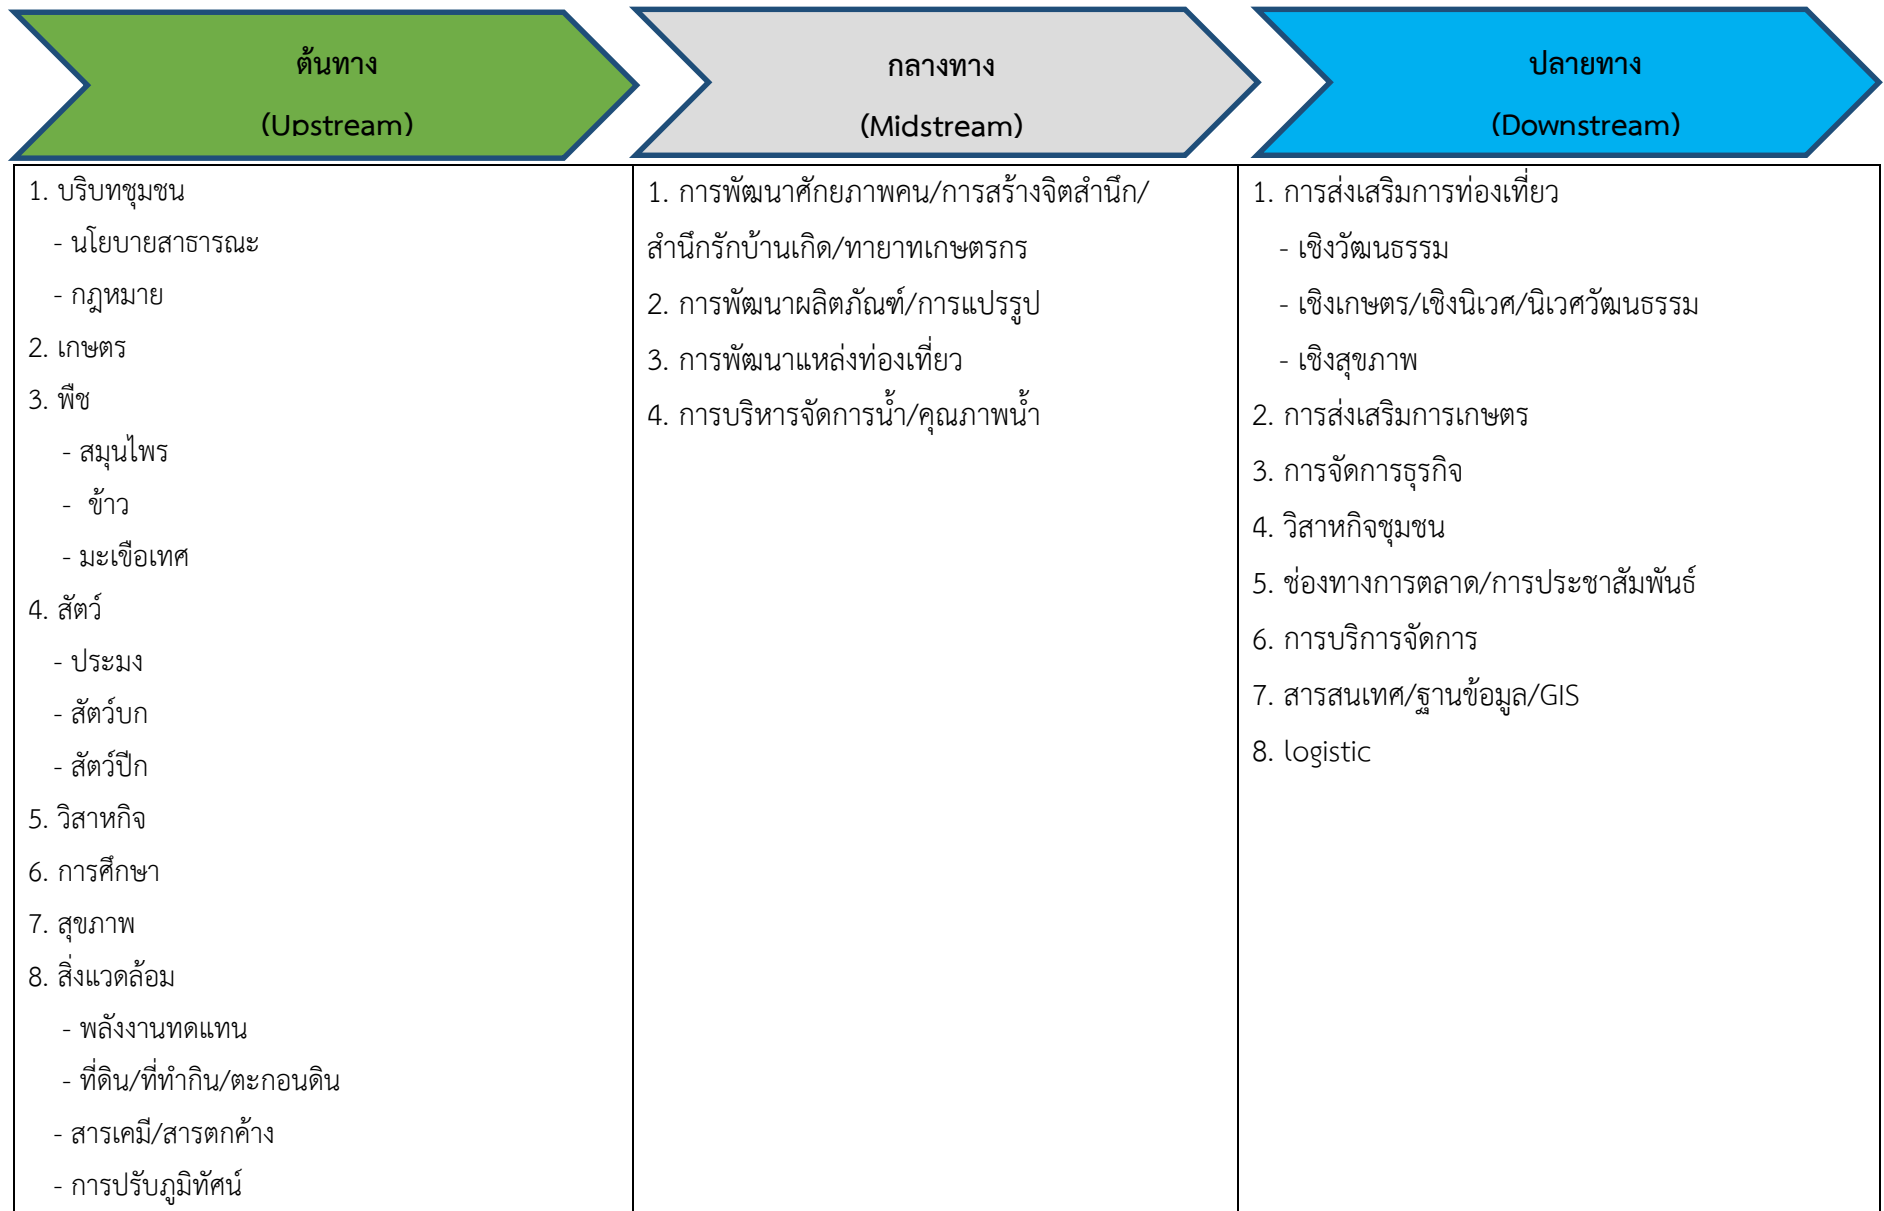 ต้นทาง
(Upstream)
กลางทาง
(Midstream)
ปลายทาง
(Downstream)
1. บริบทชุมชน
- นโยบายสาธารณะ
- กฎหมาย
2. เกษตร
3. พืช
- สมุนไพร
- ข้าว
- มะเขือเทศ
4. สัตว์
- ประมง
- สัตว์บก
- สัตว์ปีก
5. วิสาหกิจ
6. การศึกษา
7. สุขภาพ
8. สิ่งแวดล้อม
- พลังงานทดแทน
- ที่ดิน/ที่ทำกิน/ตะกอนดิน
- สารเคมี/สารตกค้าง
- การปรับภูมิทัศน์
1. การพัฒนาศักยภาพคน/การสร้างจิตสำนึก/
สำนึกรักบ้านเกิด/ทายาทเกษตรกร
2. การพัฒนาผลิตภัณฑ์/การแปรรูป
3. การพัฒนาแหล่งท่องเที่ยว
4. การบริหารจัดการน้ำ/คุณภาพน้ำ
1. การส่งเสริมการท่องเที่ยว
- เชิงวัฒนธรรม
- เชิงเกษตร/เชิงนิเวศ/นิเวศวัฒนธรรม
- เชิงสุขภาพ
2. การส่งเสริมการเกษตร
3. การจัดการธุรกิจ
4. วิสาหกิจชุมชน
5. ช่องทางการตลาด/การประชาสัมพันธ์
6. การบริการจัดการ
7. สารสนเทศ/ฐานข้อมูล/GIS
8. logistic